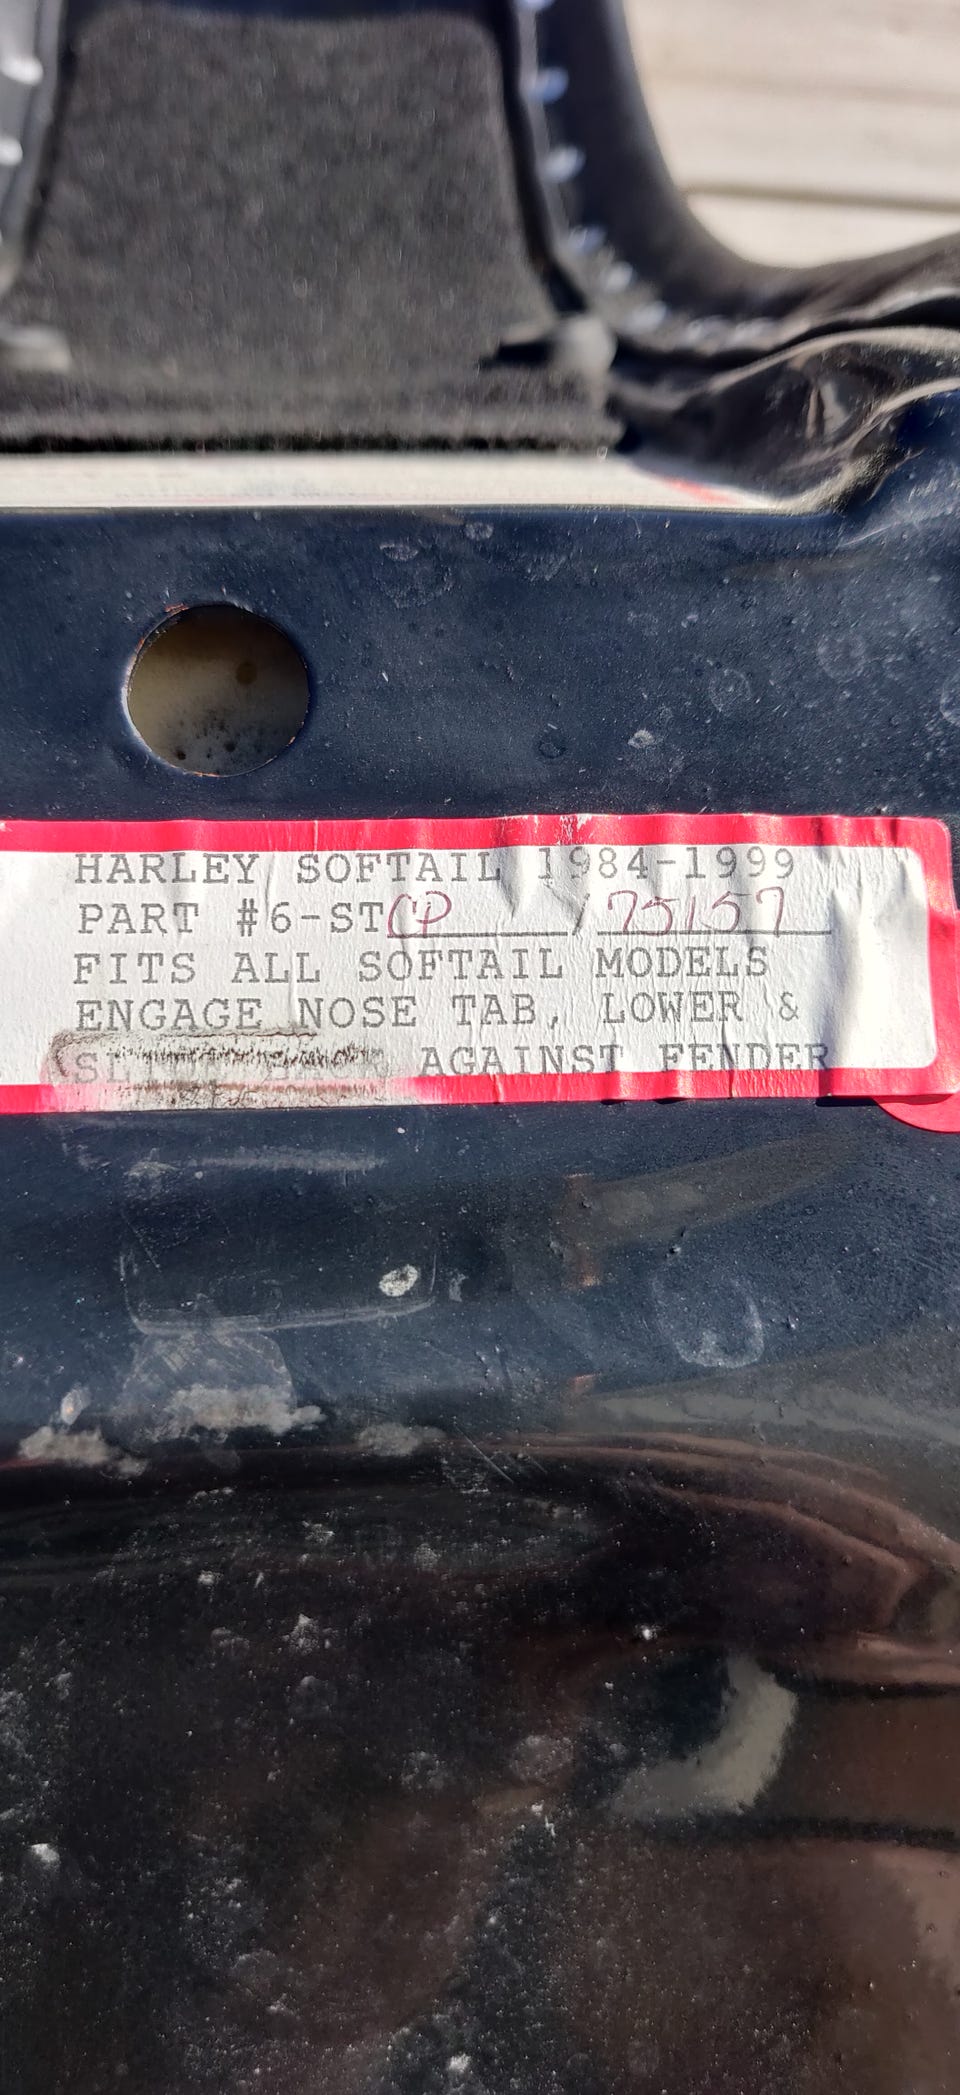 HARLEY SOFTAIL 1984-1999
PART #6-STCP / 75157
FITS ALL SOFTAIL MODELS
ENGAGE NOSE TAB, LOWER &
AGAINST FENDER